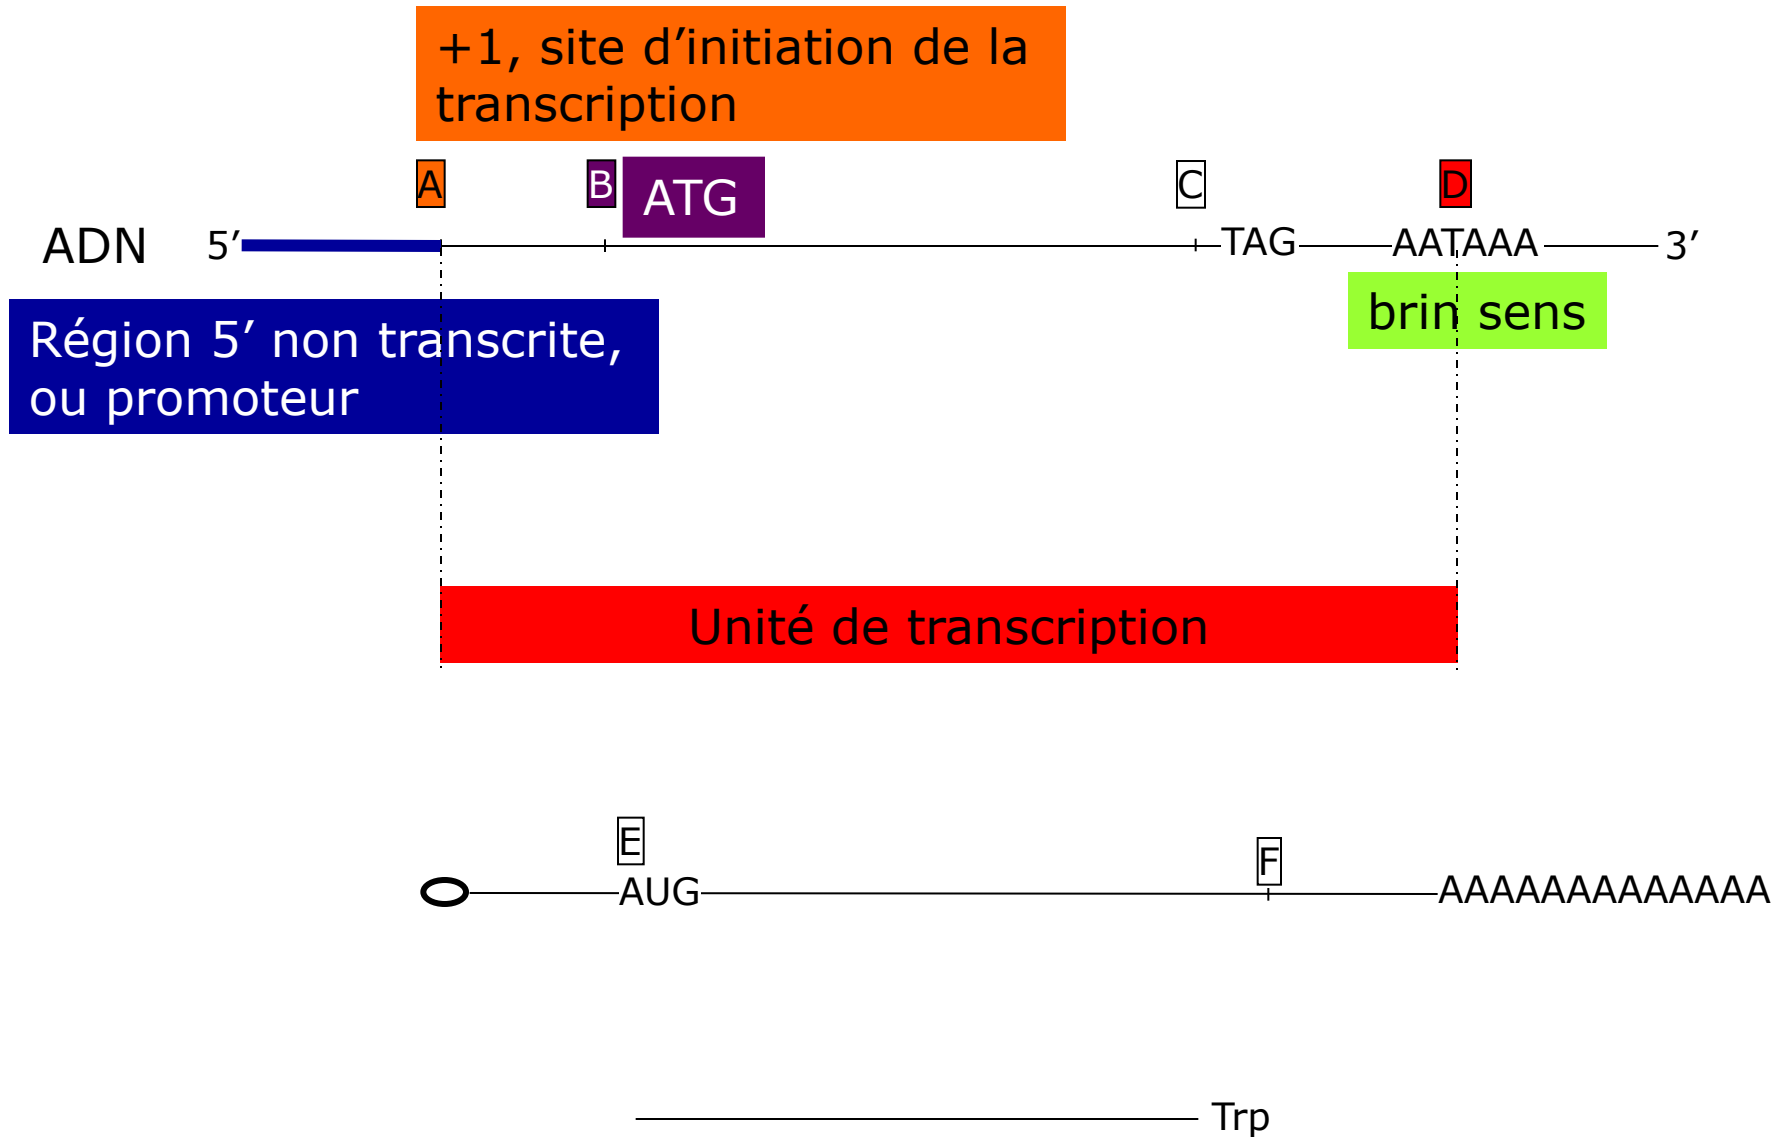 +1, site d’initiation de la
transcription
A
B
ATG
C
D
ADN
5’
TAG
AATAAA
3’
brin sens
Région 5’ non transcrite,
ou promoteur
Unité de transcription
E
F
AUG
AAAAAAAAAAAAA
Trp